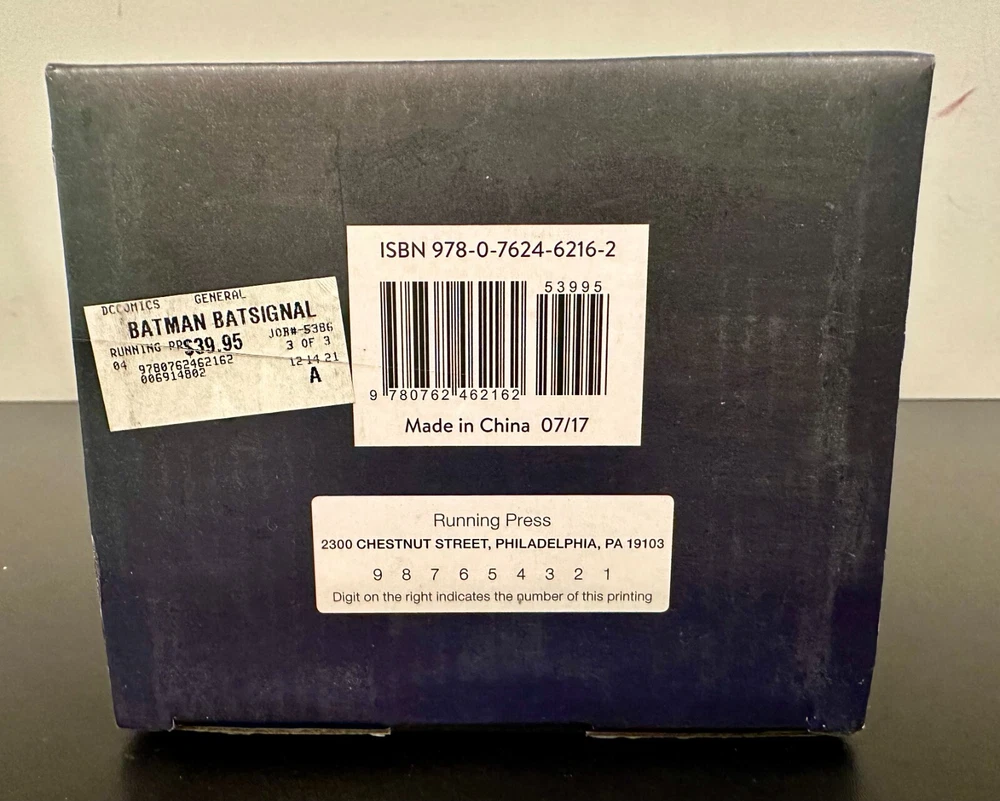 DCCOMICS GENERAL
BATMAN BATSIGNAL
RUNNING PR$39.95 JOR#-5386
04 9780762462162 3 OF 3
006914802 12-14-21
A
ISBN 978-0-7624-6216-2
53995
9 780762 462162
Made in China 07/17
Running Press
2300 CHESTNUT STREET, PHILADELPHIA, PA 19103
9 8 7 6 5 4 3 2 1
Digit on the right indicates the number of this printing